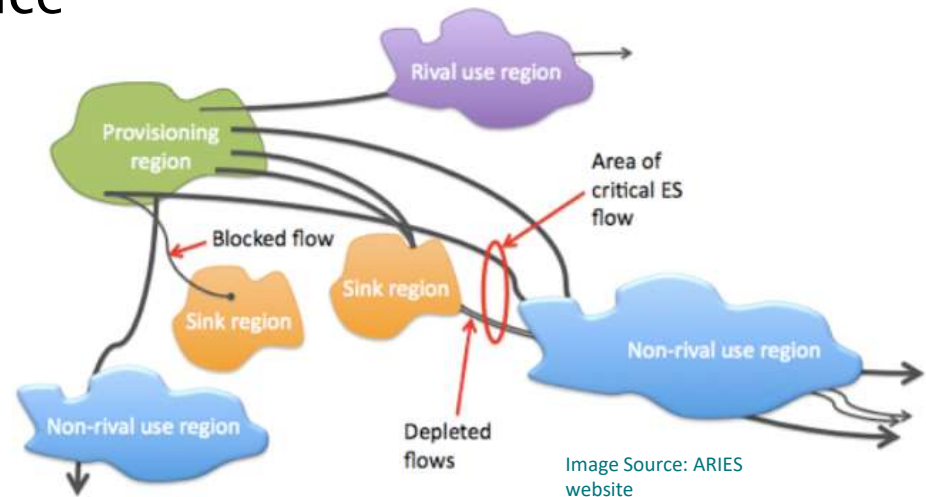 Rival use region
Provisioning
region
Area of
critical ES
flow
Blocked flow
Sink region
Sink region
Non-rival use region
Non-rival use region
Depleted
flows
Image Source: ARIES
website